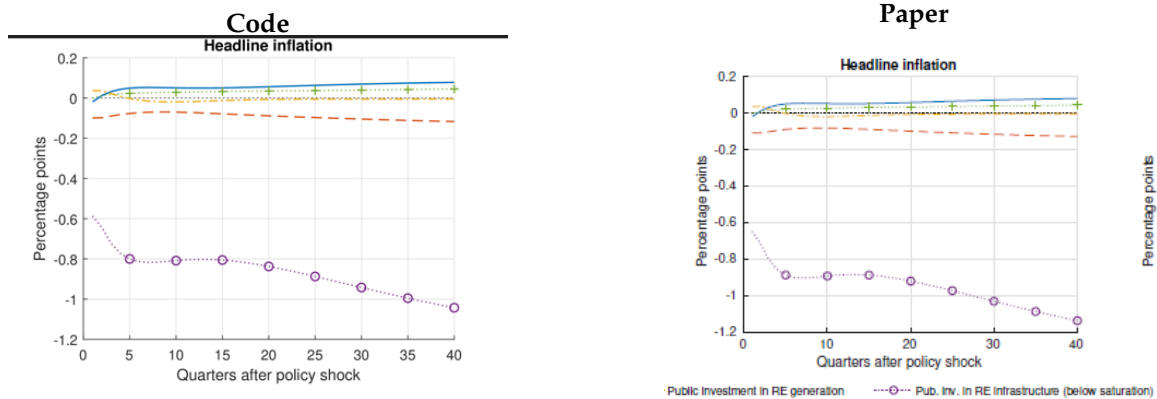 Code
Headline inflation
0.2
0
-0.2
-0.4
-0.6
-0.8
-1
-1.2
Percentage points
0 5 10 15 20 25 30 35 40
Quarters after policy shock
Paper
Headline inflation
0.2
0
-0.2
-0.4
-0.6
-0.8
-1
-1.2
Percentage points
0 10 20 30 40
Quarters after policy shock
Percentage points
Public Investment in RE generation Pub. Inv. in RE Infrastructure (below saturation)